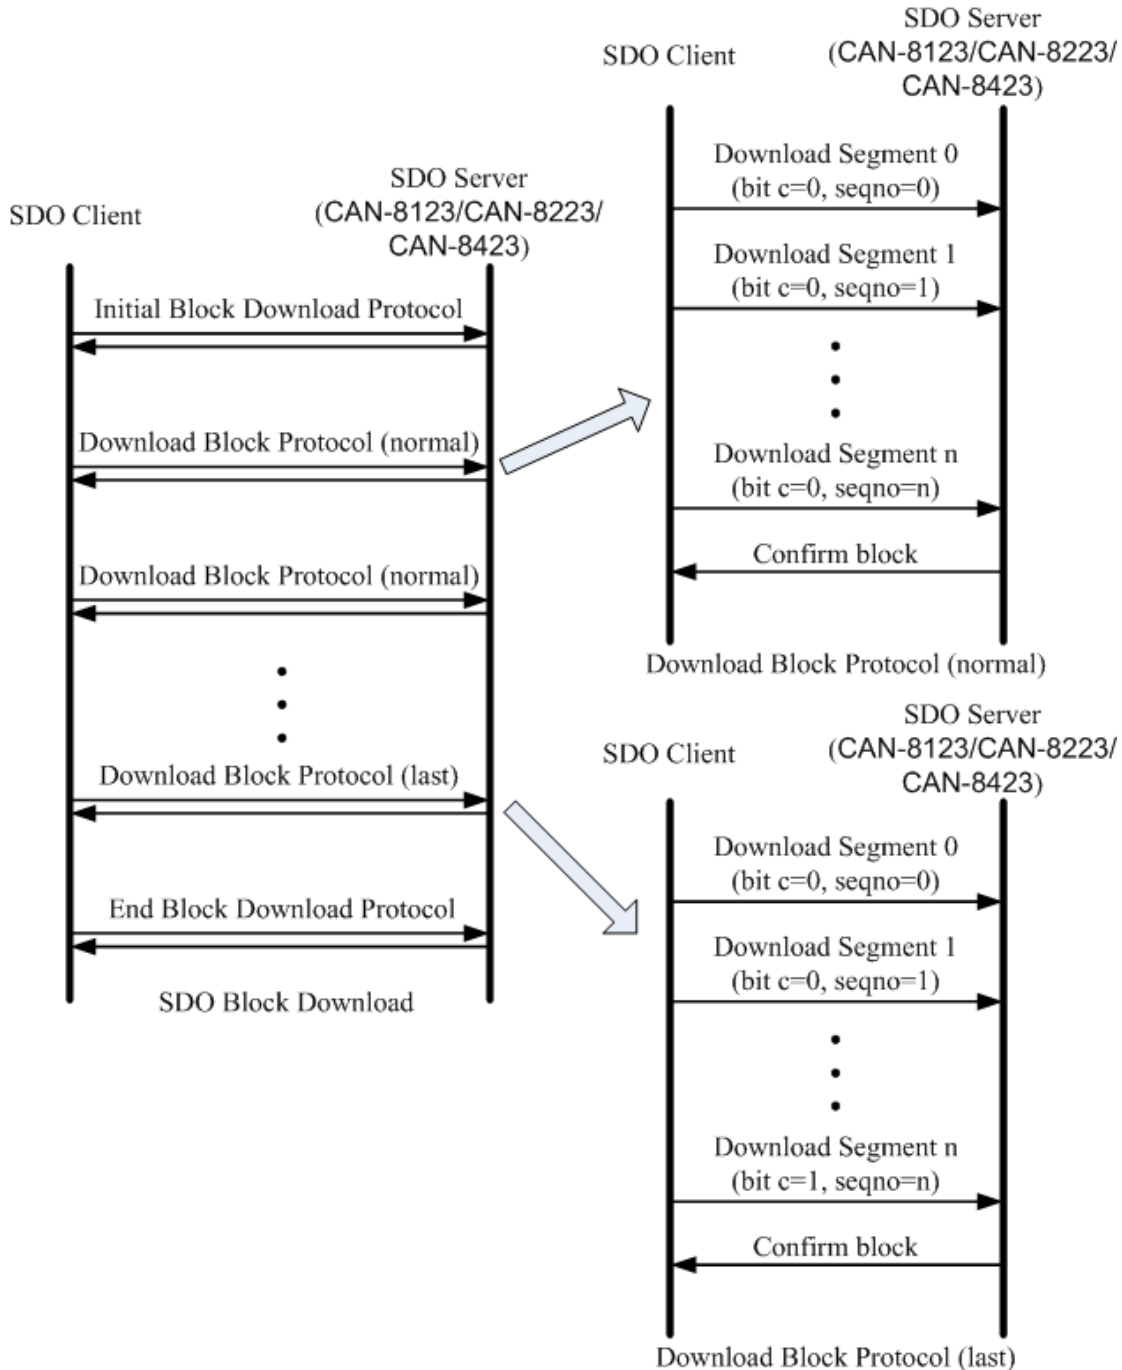 SDO Client
SDO Server
(CAN-8123/CAN-8223/
CAN-8423)
Initial Block Download Protocol
Download Block Protocol (normal)
Download Block Protocol (normal)
Download Block Protocol (last)
End Block Download Protocol
SDO Block Download
SDO Client
SDO Server
(CAN-8123/CAN-8223/
CAN-8423)
Download Segment 0
(bit c=0, seqno=0)
Download Segment 1
(bit c=0, seqno=1)
Download Segment n
(bit c=0, seqno=n)
Confirm block
Download Block Protocol (normal)
SDO Client
SDO Server
(CAN-8123/CAN-8223/
CAN-8423)
Download Segment 0
(bit c=0, seqno=0)
Download Segment 1
(bit c=0, seqno=1)
Download Segment n
(bit c=1, seqno=n)
Confirm block
Download Block Protocol (last)